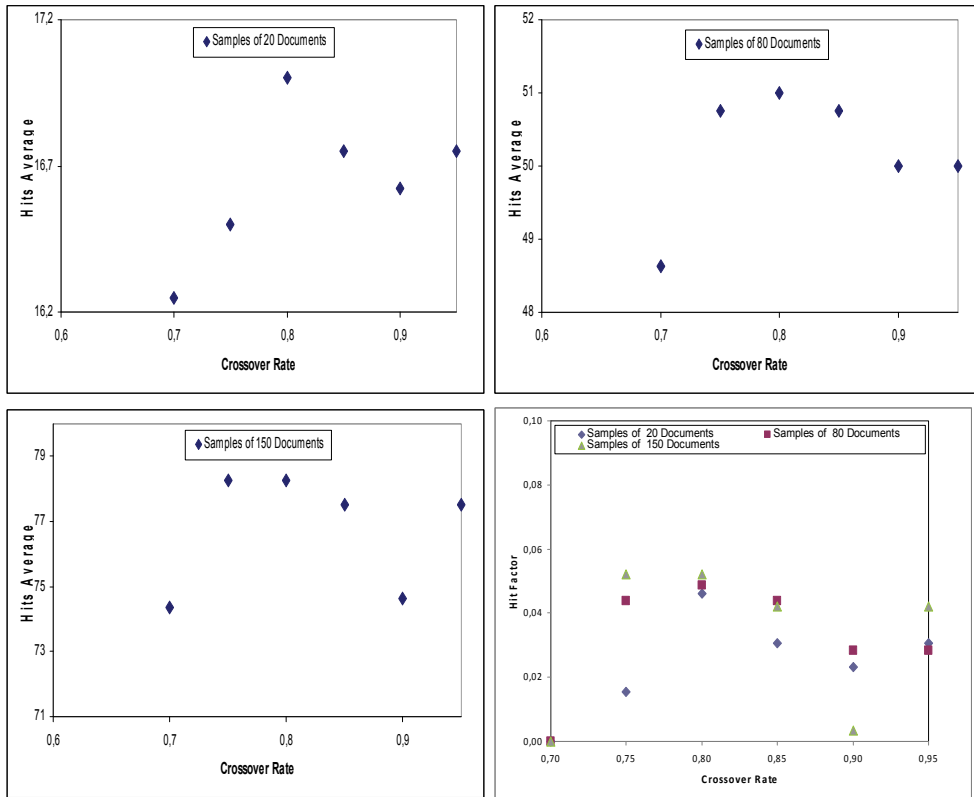 17,2
Samples of 20 Documents
16,7
16,2
Hits Average
0,6
0,7
0,8
0,9
Crossover Rate
52
Samples of 80 Documents
51
50
49
48
Hits Average
0,6
0,7
0,8
0,9
Crossover Rate
Samples of 150 Documents
79
77
75
73
71
Hits Average
0,6
0,7
0,8
0,9
Crossover Rate
0,10
Samples of 20 Documents
Samples of 80 Documents
Samples of 150 Documents
0,08
0,06
0,04
0,02
0,00
Hit Factor
0,70
0,75
0,80
0,85
0,90
0,95
Crossover Rate